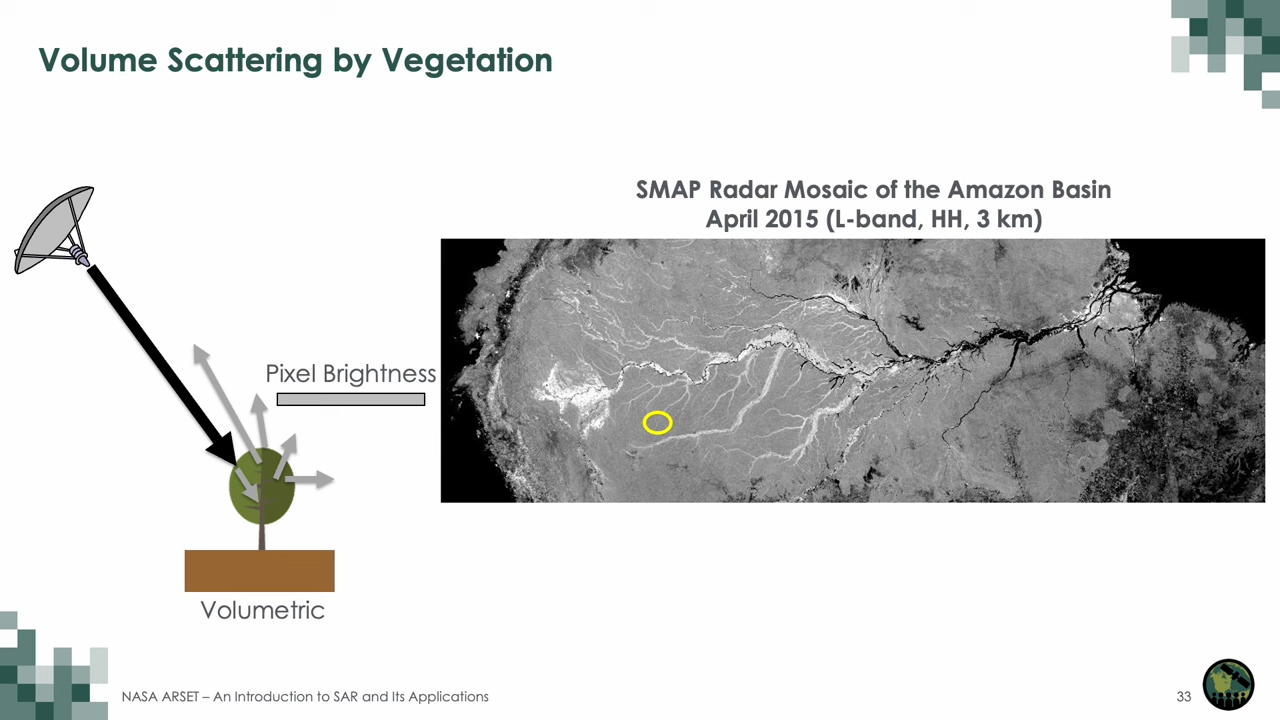 Volume Scattering by Vegetation
SMAP Radar Mosaic of the Amazon Basin
April 2015 (L-band, HH, 3 km)
Pixel Brightness
Volumetric
NASA ARSET – An Introduction to SAR and Its Applications
33